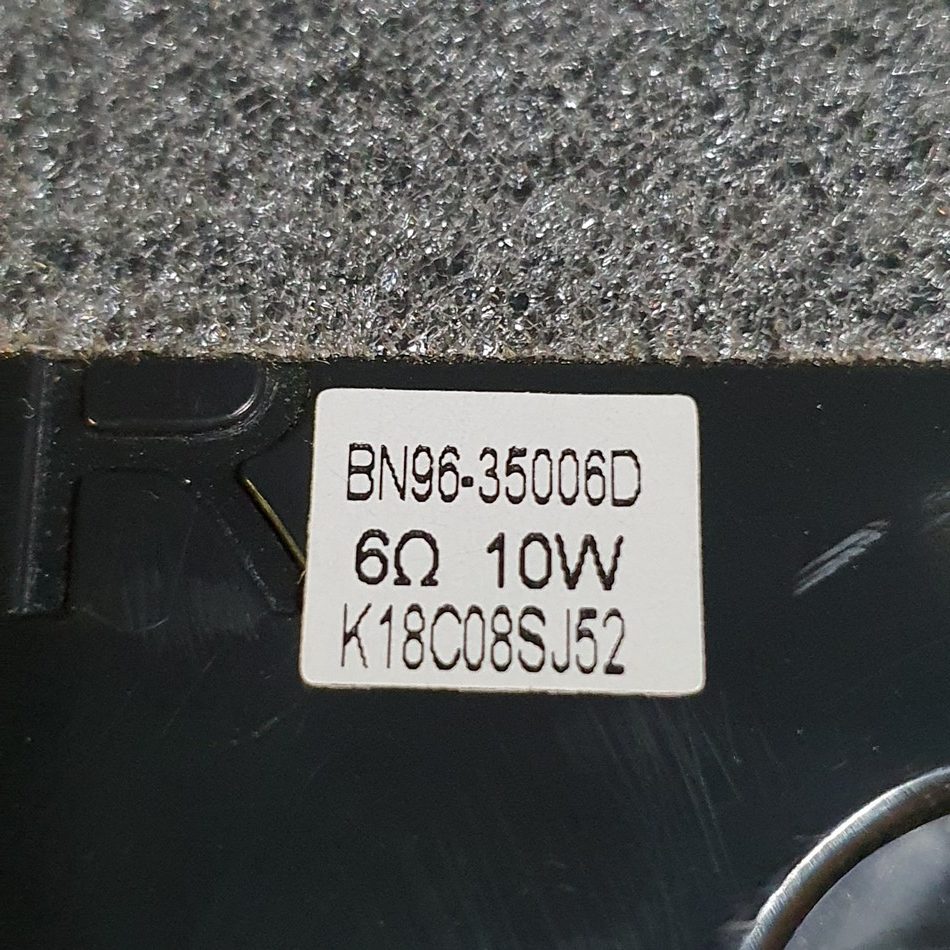 R
BN96-35006D
6Ω 10W
K18C08SJ52